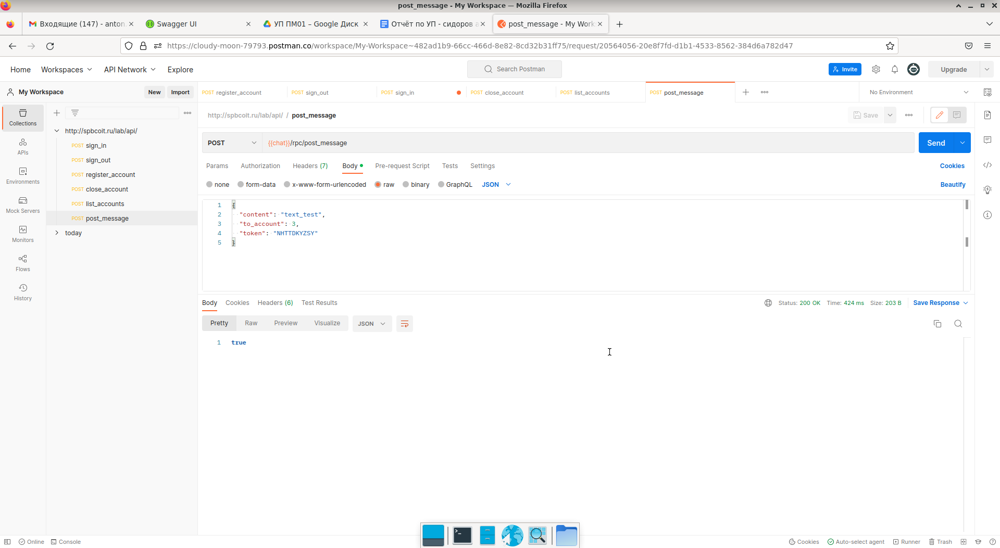 post_message - My Workspace — Mozilla Firefox
Входящие (147) - anton.
Swagger UI
УП ПМ01 – Google Диск
Отчёт по УП - сидоров а
post_message - My Work
https://cloudy-moon-79793.postman.co/workspace/My-Workspace~482ad1b9-66cc-466d-8e82-8cd32b31ff75/request/20564056-20e8f7fd-d1b1-4533-8562-384d6a782d47
Home
Workspaces
API Network
Explore
Search Postman
Invite
Upgrade
My Workspace
New
Import
POST register_account
POST sign_out
POST sign_in
POST close_account
POST list_accounts
POST post_message
No Environment
Collections
APIs
Environments
Mock Servers
Monitors
Flows
History
http://spbcoit.ru/lab/api/
POST sign_in
POST sign_out
POST register_account
POST close_account
POST list_accounts
POST post_message
today
http://spbcoit.ru/lab/api/ / post_message
Save
POST
{{chat}}/rpc/post_message
Send
Params
Authorization
Headers (7)
Body
Pre-request Script
Tests
Settings
Cookies
none
form-data
x-www-form-urlencoded
raw
binary
GraphQL
JSON
Beautify
1 {
2 "content": "text_test",
3 "to_account": 3,
4 "token": "NHTTDKYZSY"
5 }
Body
Cookies
Headers (6)
Test Results
Status: 200 OK
Time: 424 ms
Size: 203 B
Save Response
Pretty
Raw
Preview
Visualize
JSON
1 true
Online
Console
Cookies
Auto-select agent
Runner
Trash